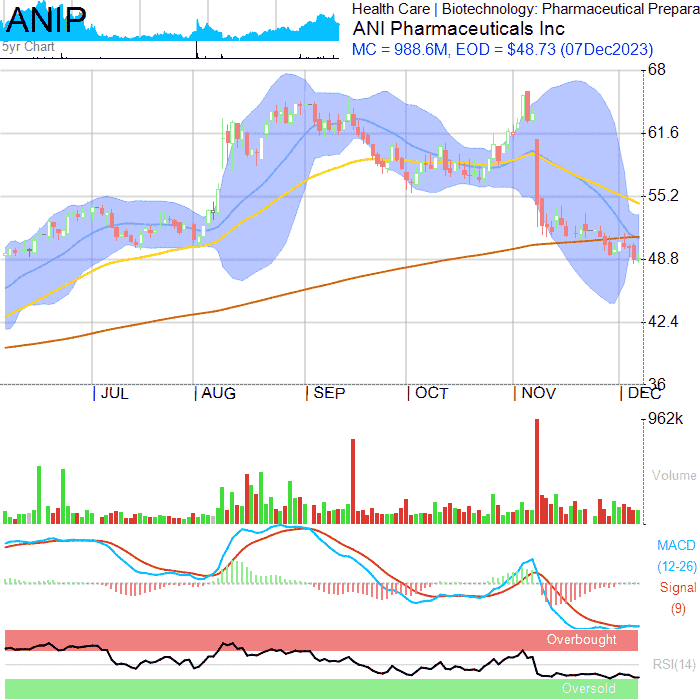 ANIP
5yr Chart
Health Care | Biotechnology: Pharmaceutical Prepara
ANI Pharmaceuticals Inc
MC = 988.6M, EOD = $48.73 (07Dec2023)
68
61.6
55.2
48.8
42.4
36
JUL AUG SEP OCT NOV DEC
962k
Volume
MACD
(12-26)
Signal
(9)
Overbought
RSI(14)
Oversold